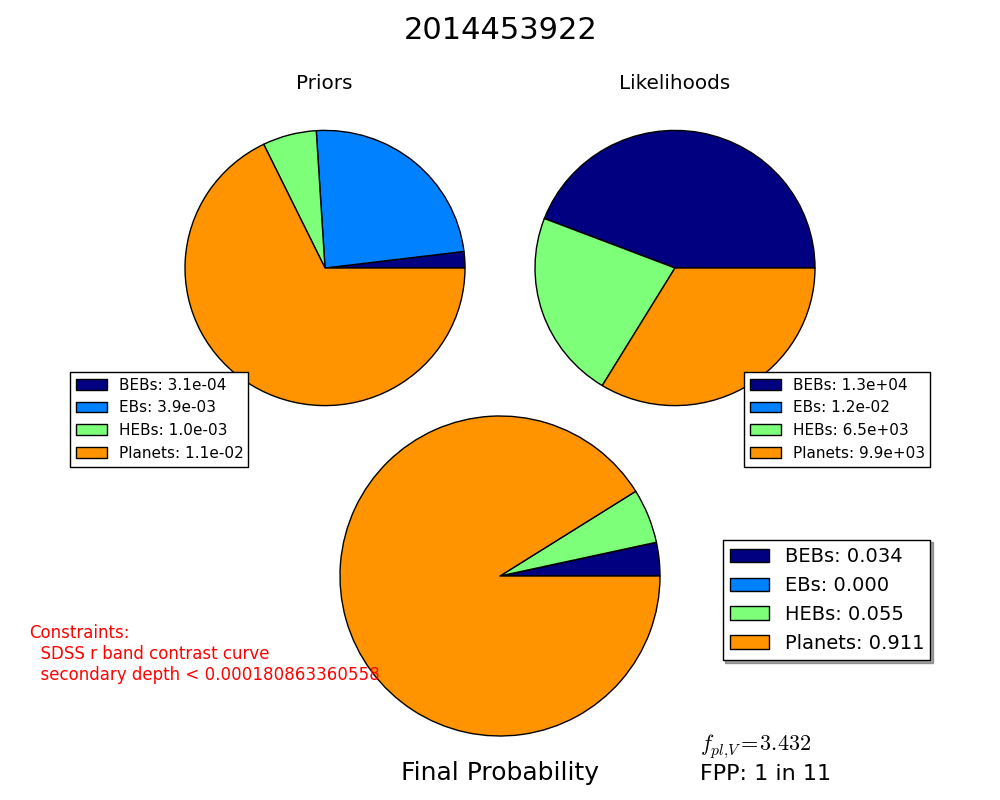 2014453922
Priors
Likelihoods
BEBs: 3.1e-04
EBs: 3.9e-03
HEBs: 1.0e-03
Planets: 1.1e-02
BEBs: 1.3e+04
EBs: 1.2e-02
HEBs: 6.5e+03
Planets: 9.9e+03
BEBs: 0.034
EBs: 0.000
HEBs: 0.055
Planets: 0.911
Constraints:
SDSS r band contrast curve
secondary depth < 0.000180863360558
f_{pl,V} = 3.432
Final Probability
FPP: 1 in 11